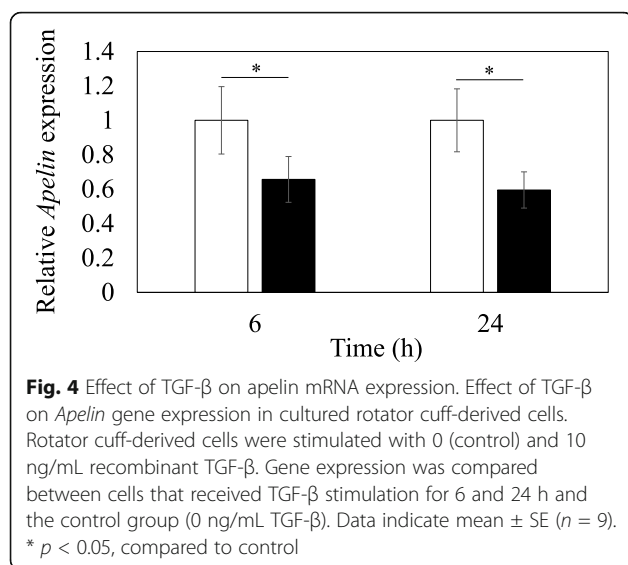 1.4
1.2
1
0.8
0.6
0.4
0.2
0
Relative Apelin expression
*
*
6
24
Time (h)
Fig. 4 Effect of TGF-β on apelin mRNA expression. Effect of TGF-β
on Apelin gene expression in cultured rotator cuff-derived cells.
Rotator cuff-derived cells were stimulated with 0 (control) and 10
ng/mL recombinant TGF-β. Gene expression was compared
between cells that received TGF-β stimulation for 6 and 24 h and
the control group (0 ng/mL TGF-β). Data indicate mean ± SE (n = 9).
* p < 0.05, compared to control